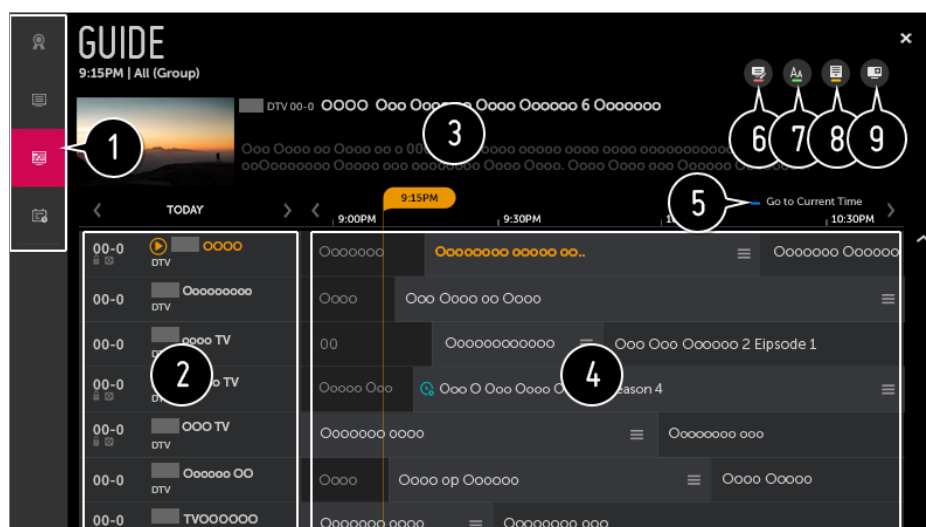 GUIDE
9:15PM | All (Group)
AA
6 7 8 9
DTV 00-0 OOOO Ooo Oooo Oooooo 6 Ooooooo
1
3
5
Go to Current Time
9:15PM
TODAY
9:00PM 9:30PM 10:30PM
00-0 OOOO Ooooooo Oooooooo ooooo oo.. Ooooooo Oooooo
DTV
00-0 Ooooooooo Oooo Ooo Oooo oo Oooo
DTV
00-0 oooo TV 00 Oooooooooooo Ooo Ooo Oooooo 2 Eipsode 1
2
4
00-0 TV Ooooo Ooo Ooo O Ooo Oooo 4
DTV
00-0 OOO TV Ooooooo oooo Oooooooo ooo
DTV
00-0 Oooooo OO Oooo Oooo op Oooooo Oooo Ooooo
DTV
00-0 TVOOOOOO Ooooooo oooo Oooooooo ooo